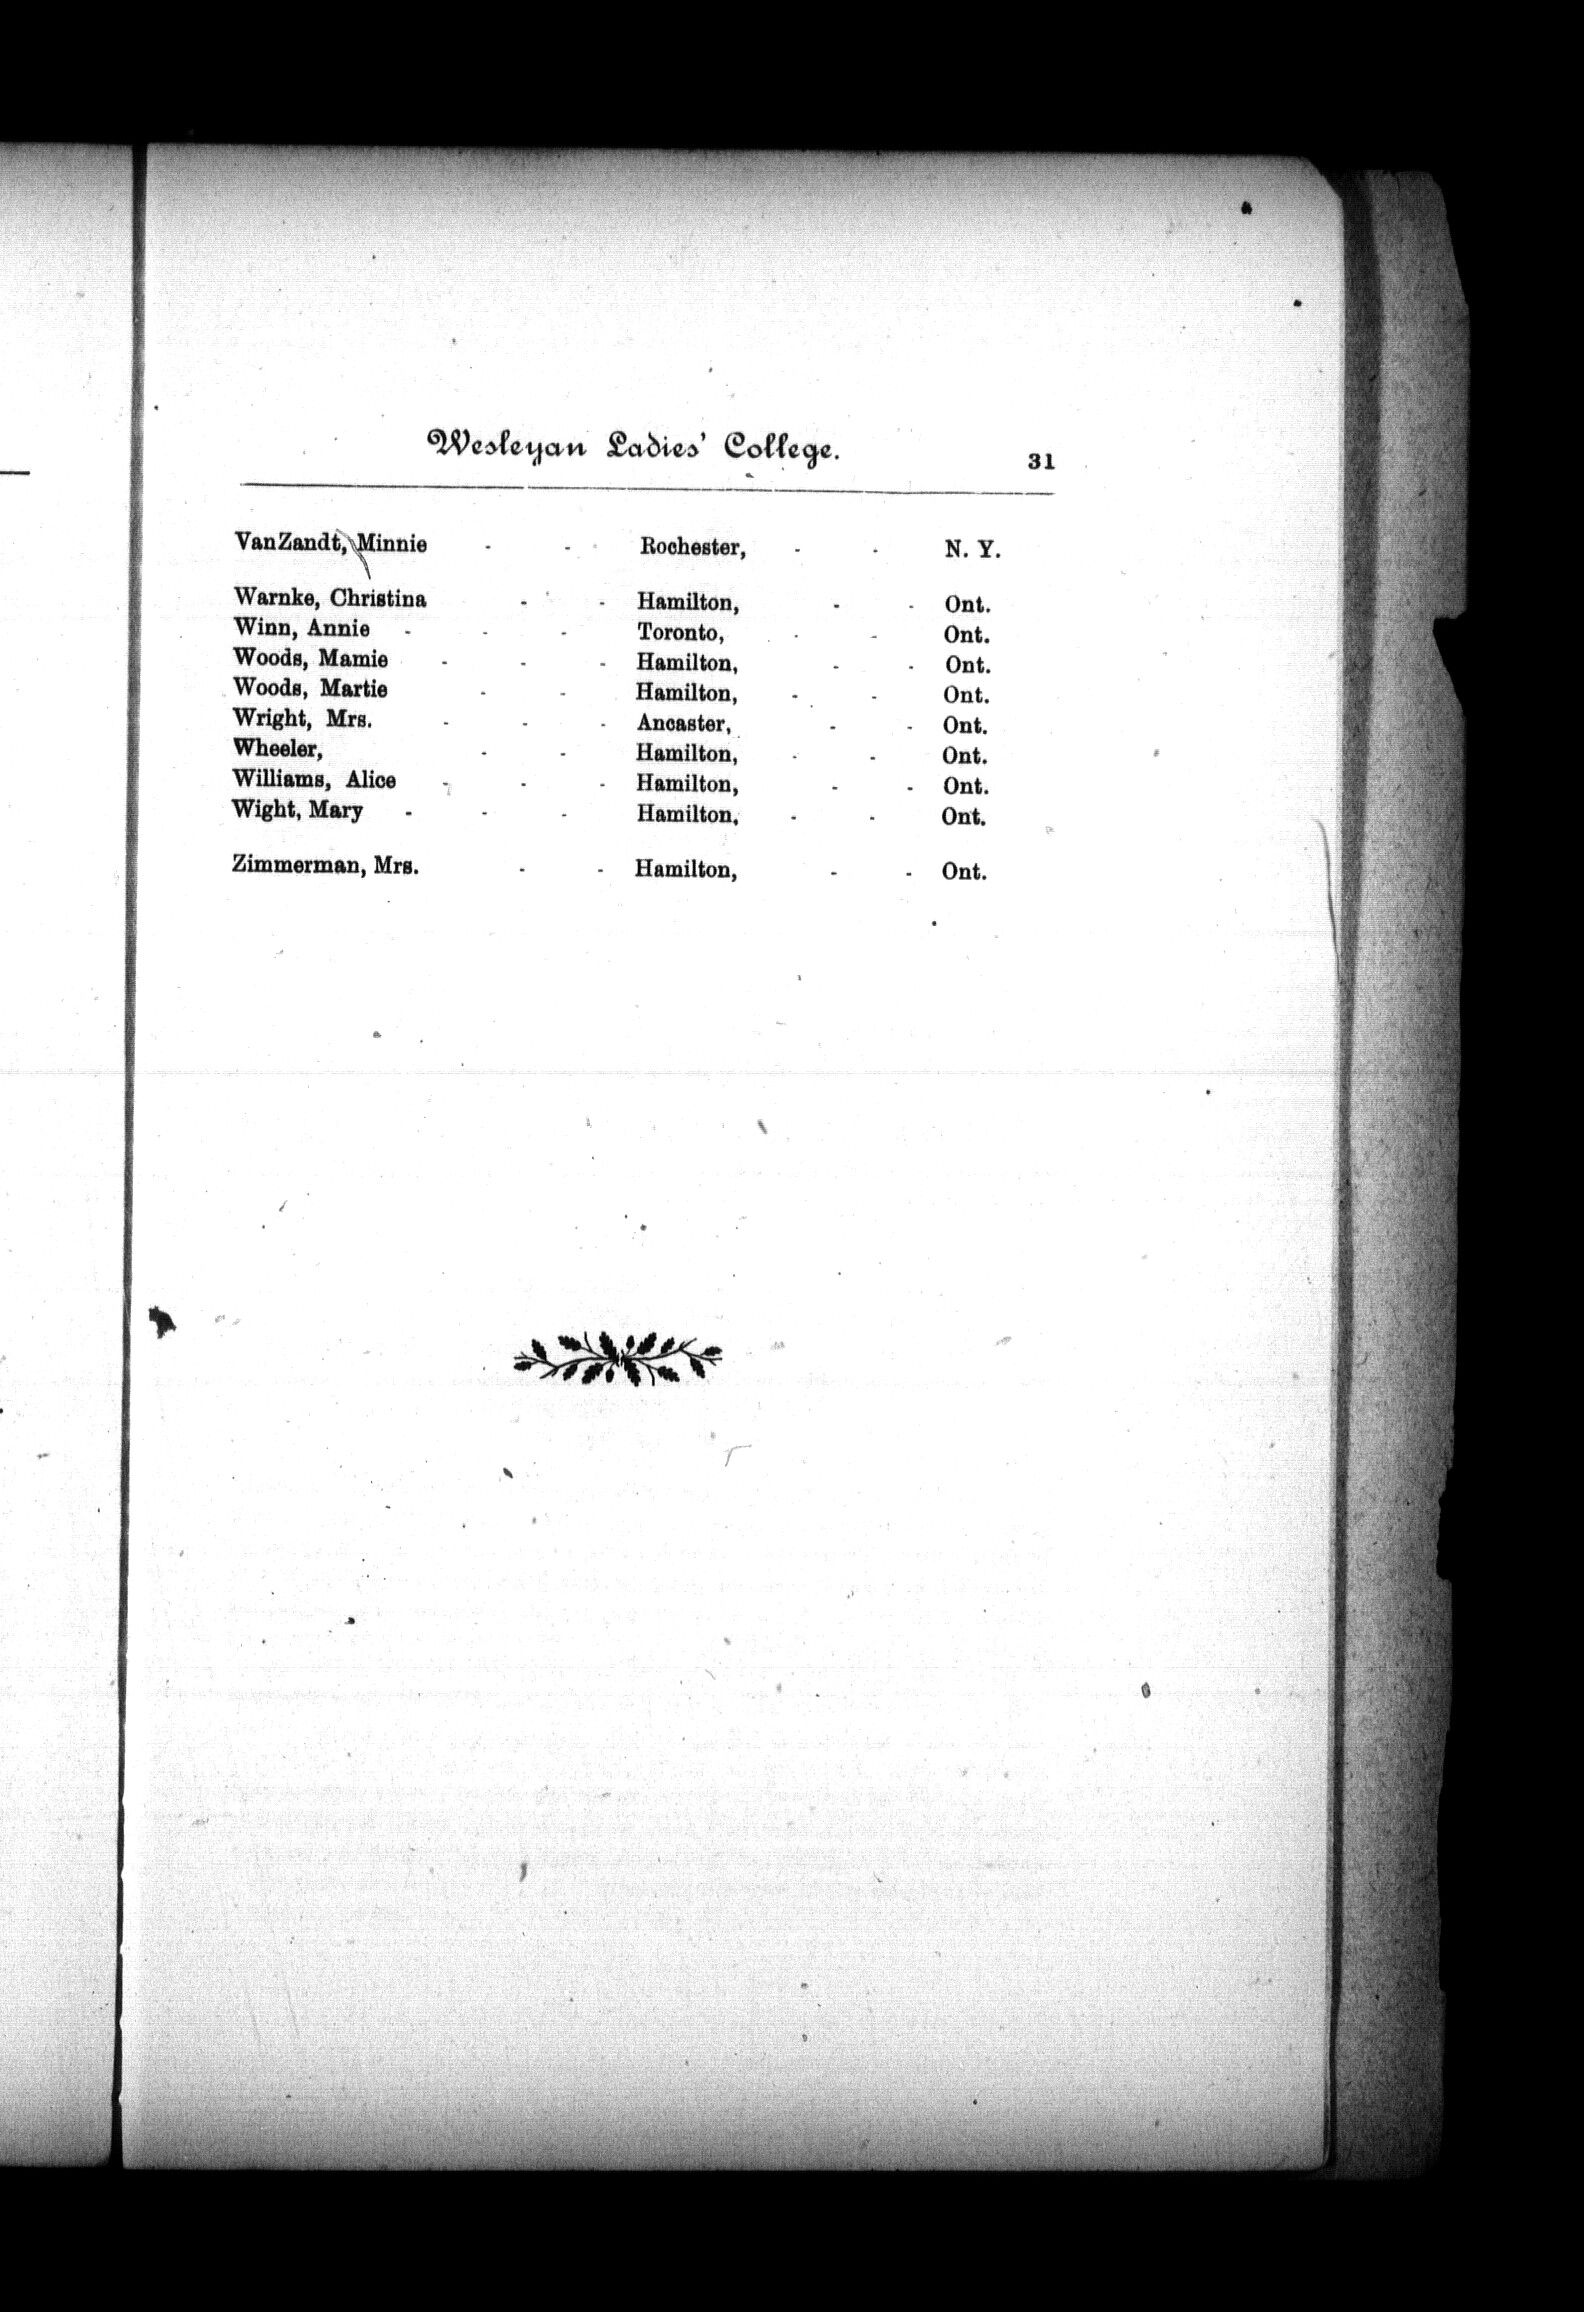 Wesleyan Ladies' College. 31
VanZandt, Minnie - - Rochester, - - N. Y.
Warnke, Christina - - Hamilton, - - Ont.
Winn, Annie - - - Toronto, - - Ont.
Woods, Mamie - - - Hamilton, - - Ont.
Woods, Martie - - Hamilton, - - Ont.
Wright, Mrs. - - - Ancaster, - - Ont.
Wheeler, - - Hamilton, - - Ont.
Williams, Alice - - - Hamilton, - - Ont.
Wight, Mary - - - Hamilton, - - Ont.
Zimmerman, Mrs. - - Hamilton, - - Ont.